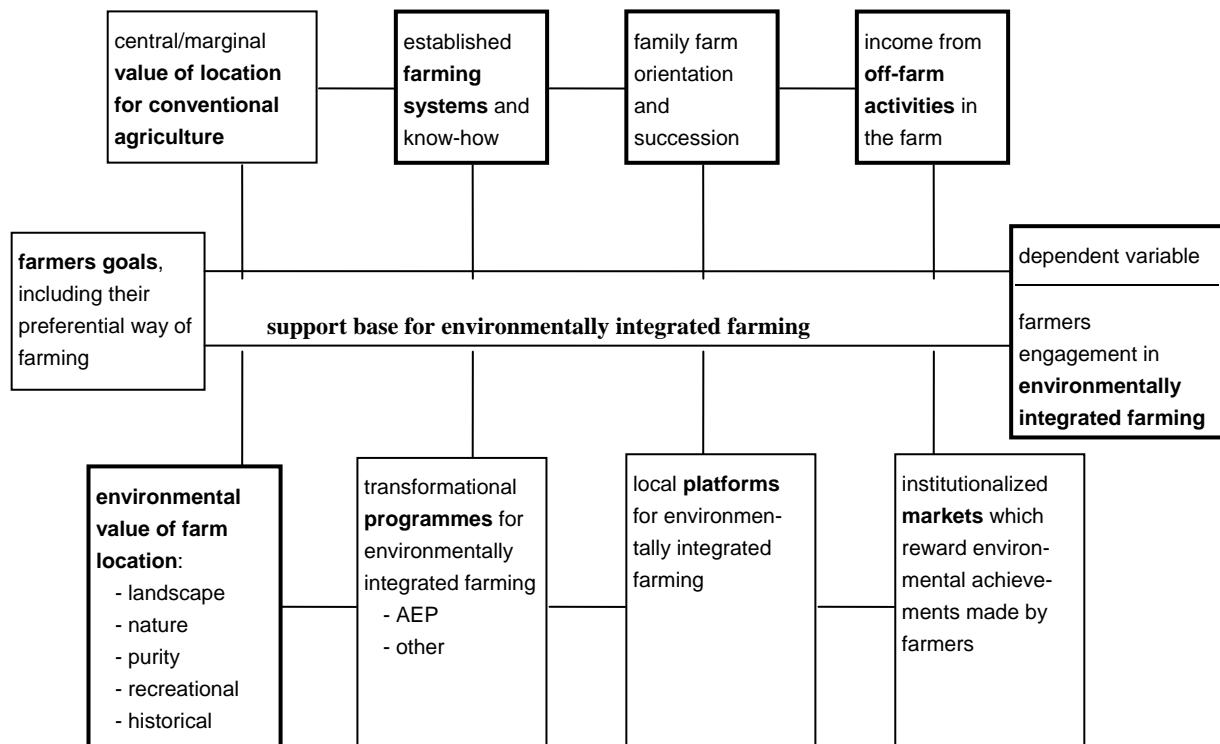 central/marginal
value of location
for conventional
agriculture
established
farming
systems and
know-how
family farm
orientation
and
succession
income from
off-farm
activities in
the farm
farmers goals,
including their
preferential way of
farming
support base for environmentally integrated farming
dependent variable
farmers
engagement in
environmentally
integrated farming
environmental
value of farm
location:
- landscape
- nature
- purity
- recreational
- historical
transformational
programmes for
environmentally
integrated farming
- AEP
- other
local platforms
for environmen-
tally integrated
farming
institutionalized
markets which
reward environ-
mental achieve-
ments made by
farmers